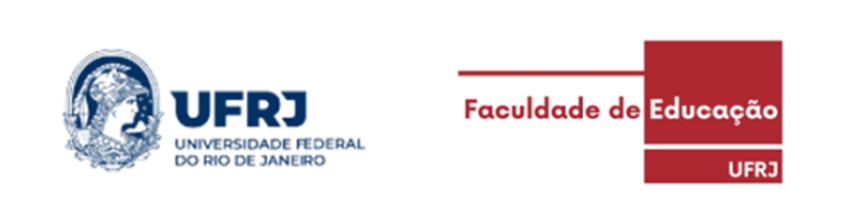 UFRJ
UNIVERSIDADE FEDERAL
DO RIO DE JANEIRO
Faculdade de Educação
UFRJ